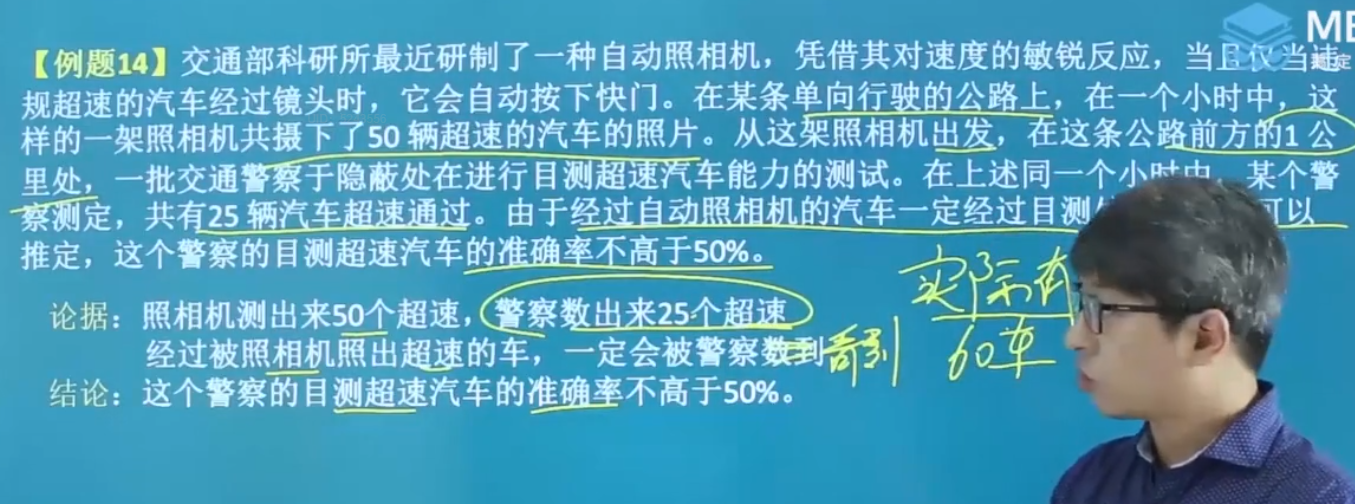 ME
【例题14】交通部科研所最近研制了一种自动照相机，凭借其对速度的敏锐反应，当且仅当违
规超速的汽车经过镜头时，它会自动按下快门。在某条单向行驶的公路上，在一个小时中，这
样的一架照相机共摄下了50 辆超速的汽车的照片。从这架照相机出发，在这条公路前方的1 公
里处，一批交通警察于隐蔽处在进行目测超速汽车能力的测试。在上述同一个小时中，某个警
察测定，共有25 辆汽车超速通过。由于经过自动照相机的汽车一定经过目测 可以
推定，这个警察的目测超速汽车的准确率不高于50%。
实际有
论据：照相机测出来50个超速，警察数出来25个超速
经过被照相机照出超速的车，一定会被警察数到看到
60车
结论：这个警察的目测超速汽车的准确率不高于50%。